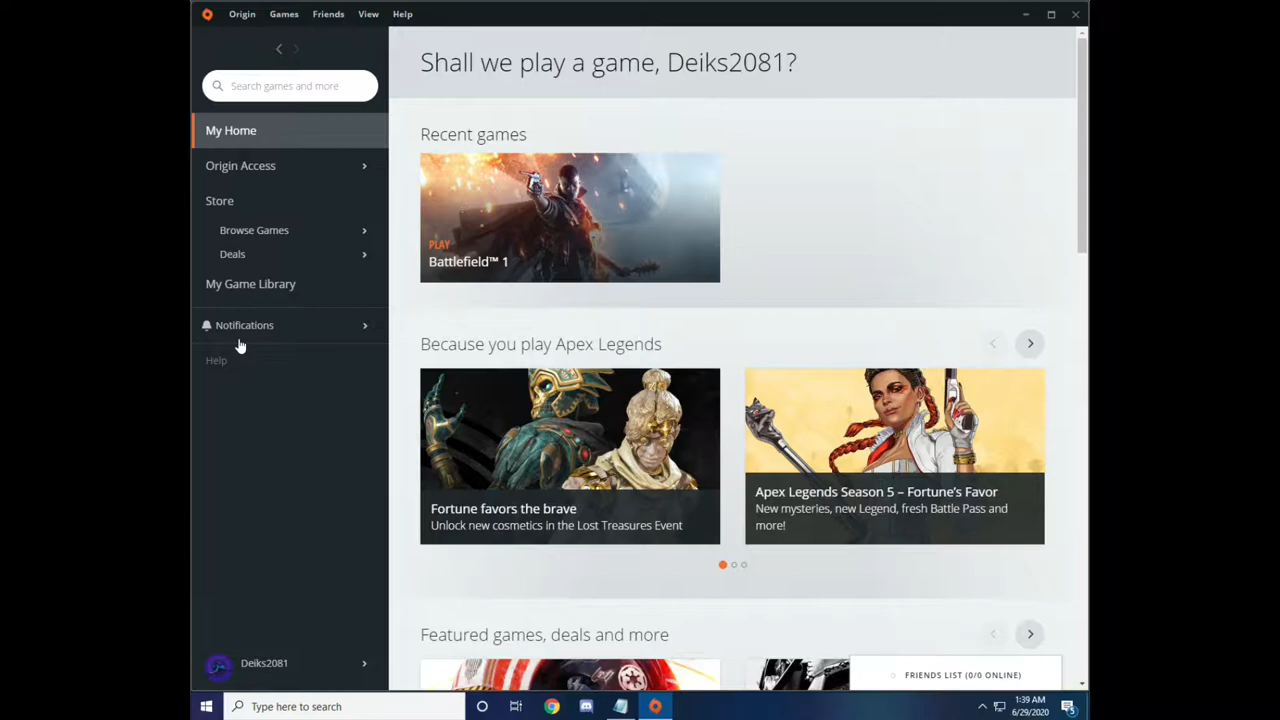 Origin
Games
Friends
View
Help
Search games and more
My Home
Origin Access
Store
Browse Games
Deals
My Game Library
Notifications
Help
Deiks2081
Shall we play a game, Deiks2081?
Recent games
PLAY
Battlefield™ 1
Because you play Apex Legends
Fortune favors the brave
Unlock new cosmetics in the Lost Treasures Event
Apex Legends Season 5 – Fortune's Favor
New mysteries, new Legend, fresh Battle Pass and
more!
Featured games, deals and more
FRIENDS LIST (0/0 ONLINE)
Type here to search
1:39 AM
6/29/2020
5